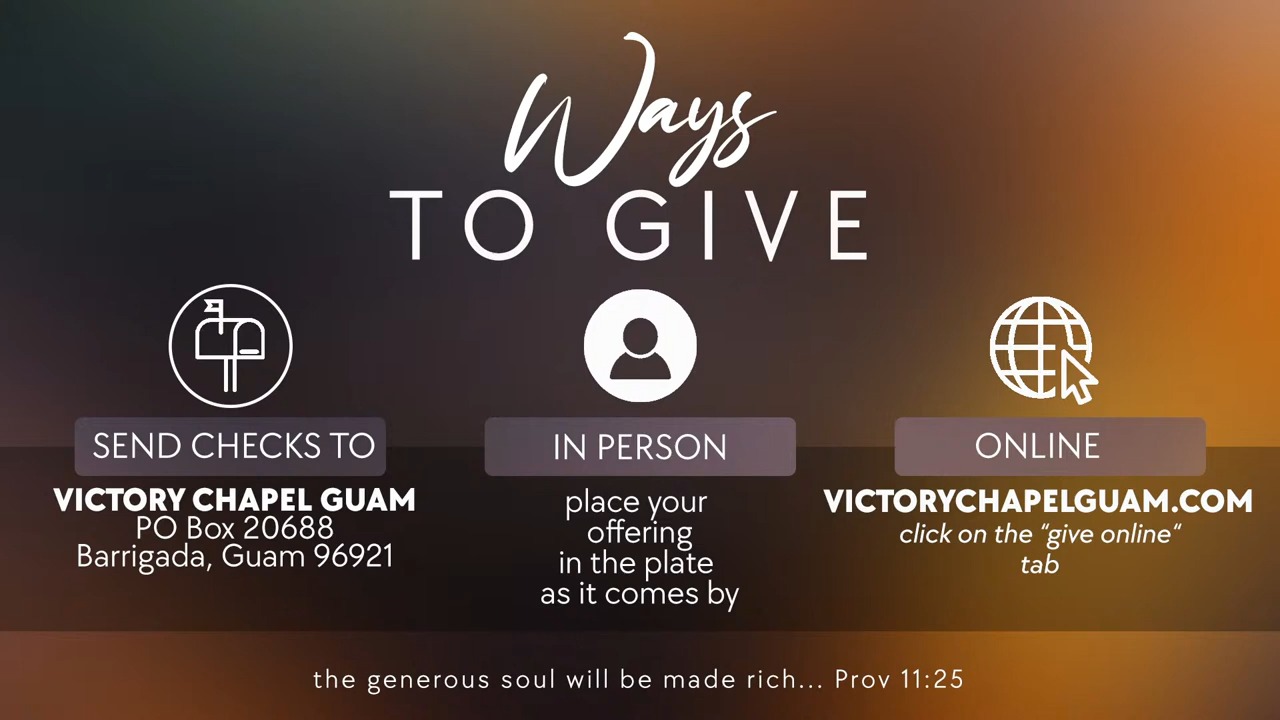 Ways
TO GIVE
SEND CHECKS TO
VICTORY CHAPEL GUAM
PO Box 20688
Barrigada, Guam 96921
IN PERSON
place your
offering
in the plate
as it comes by
ONLINE
VICTORYCHAPELGUAM.COM
click on the “give online“
tab
the generous soul will be made rich... Prov 11:25